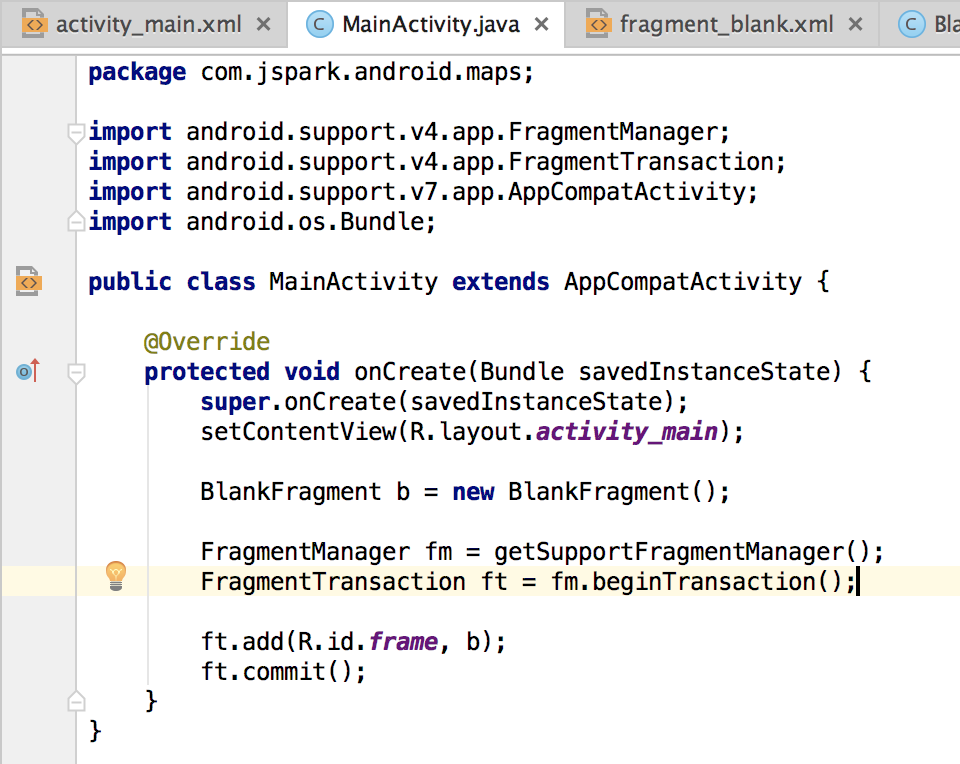 activity_main.xml MainActivity.java fragment_blank.xml
package com.jspark.android.maps;
import android.support.v4.app.FragmentManager;
import android.support.v4.app.FragmentTransaction;
import android.support.v7.app.AppCompatActivity;
import android.os.Bundle;
public class MainActivity extends AppCompatActivity {
@Override
protected void onCreate(Bundle savedInstanceState) {
super.onCreate(savedInstanceState);
setContentView(R.layout.activity_main);
BlankFragment b = new BlankFragment();
FragmentManager fm = getSupportFragmentManager();
FragmentTransaction ft = fm.beginTransaction();
ft.add(R.id.frame, b);
ft.commit();
}
}